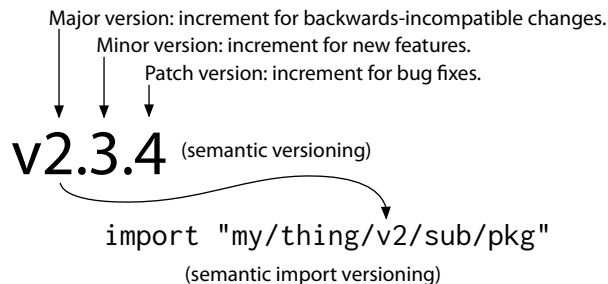 Major version: increment for backwards-incompatible changes.
Minor version: increment for new features.
Patch version: increment for bug fixes.
v2.3.4 (semantic versioning)
import "my/thing/v2/sub/pkg"
(semantic import versioning)